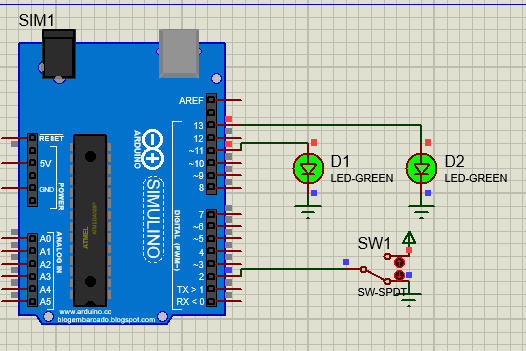 SIM1
AREF
13
12
~11
~10
~9
8
7
~6
~5
4
~3
2
TX > 1
RX < 0
RESET
5V
GND
POWER
A0
A1
A2
A3
A4
A5
ANALOG IN
ATMEL
ARDUINO
SIMULINO
DIGITAL (PWM~)
www.arduino.cc
blogembarcado.blogspot.com
D1
LED-GREEN
D2
LED-GREEN
SW1
SW-SPDT